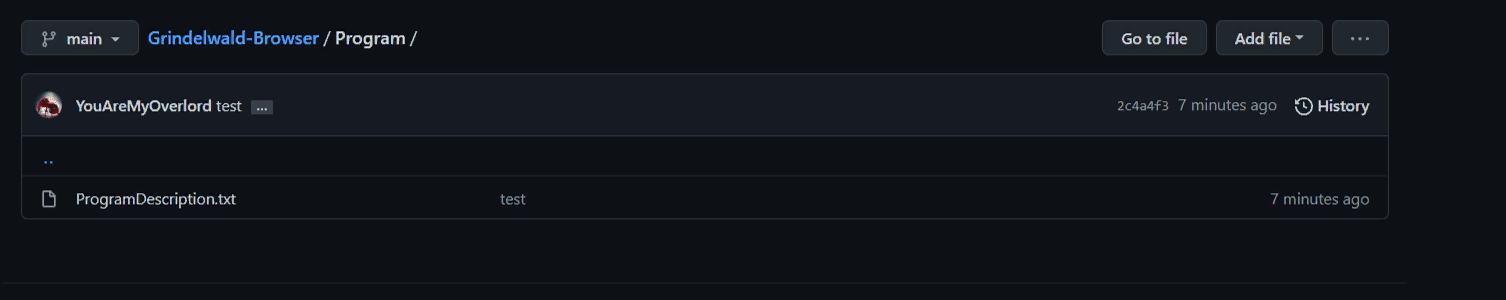 main Grindelwald-Browser / Program / Go to file Add file ...
YouAreMyOverlord test ... 2c4a4f3 7 minutes ago History
..
ProgramDescription.txt test 7 minutes ago